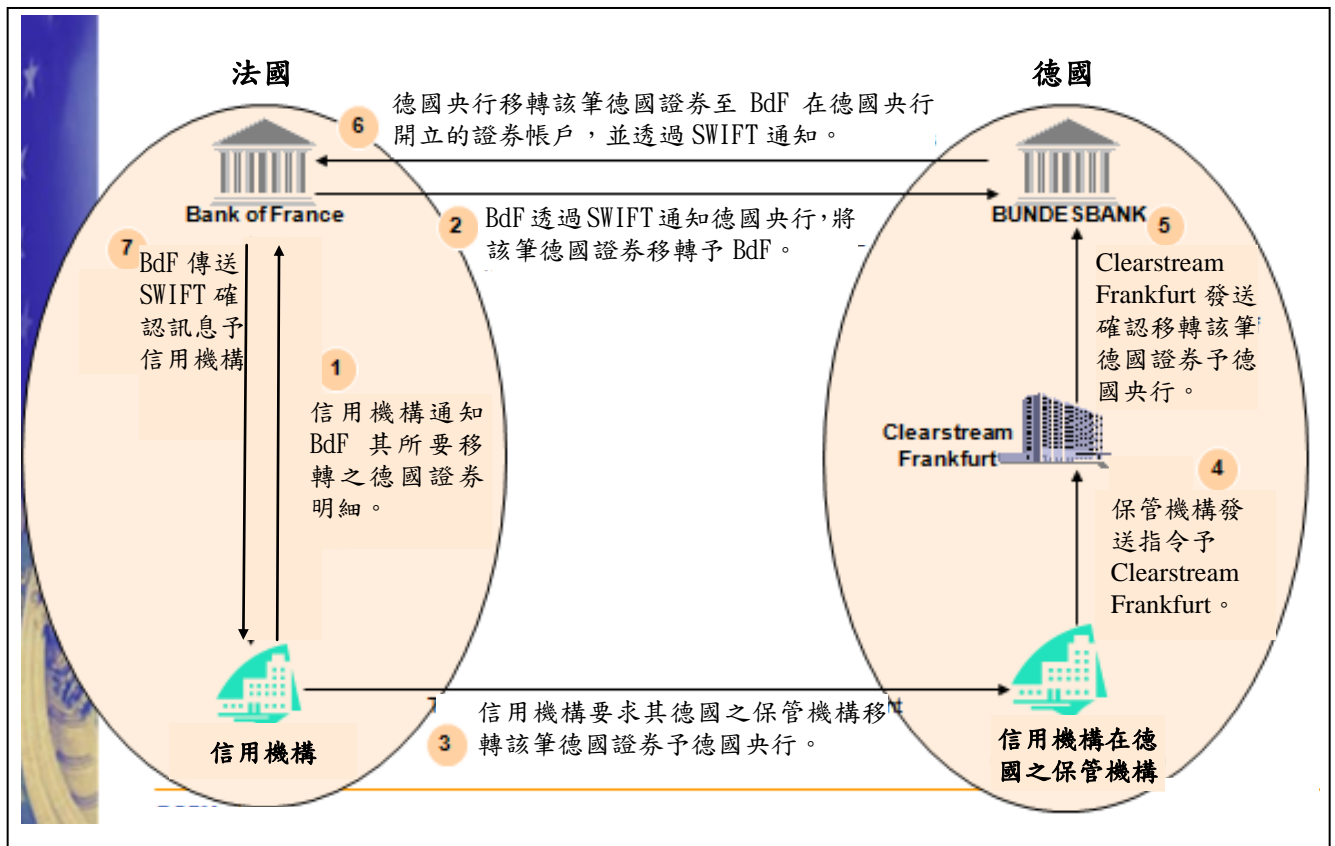 法國
德國
6
德國央行移轉該筆德國證券至 BdF 在德國央行
開立的證券帳戶，並透過 SWIFT 通知。
Bank of France
BUNDESBANK
2
BdF 透過 SWIFT 通知德國央行，將
該筆德國證券移轉予 BdF。
7
BdF 傳送
SWIFT 確
認訊息予
信用機構
5
Clearstream
Frankfurt 發送
確認移轉該筆
德國證券予德
國央行。
1
信用機構通知
BdF 其所要移
轉之德國證券
明細。
Clearstream
Frankfurt
4
保管機構發
送指令予
Clearstream
Frankfurt。
3
信用機構要求其德國之保管機構移
轉該筆德國證券予德國央行。
信用機構
信用機構在德
國之保管機構